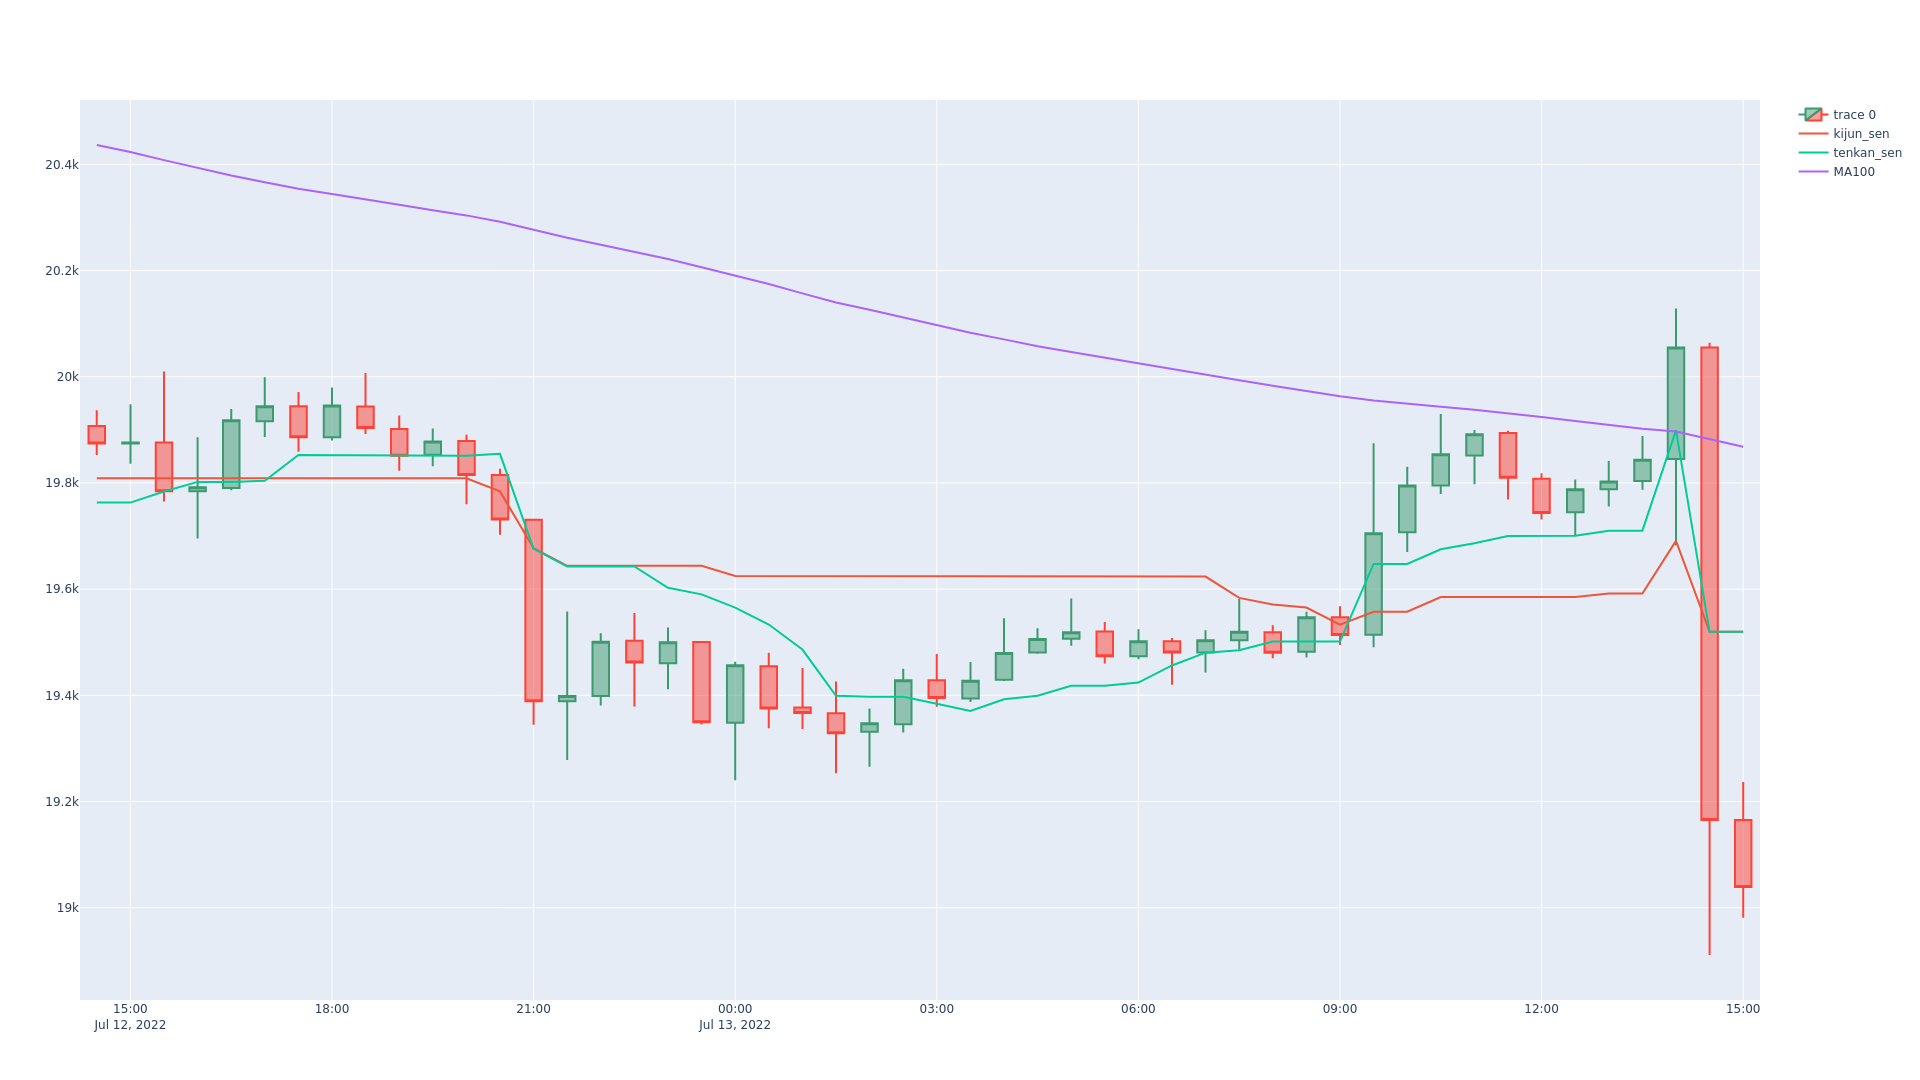 trace 0
kijun_sen
tenkan_sen
MA100
20.4k
20.2k
20k
19.8k
19.6k
19.4k
19.2k
19k
15:00 18:00 21:00 00:00 03:00 06:00 09:00 12:00 15:00
Jul 12, 2022 Jul 13, 2022